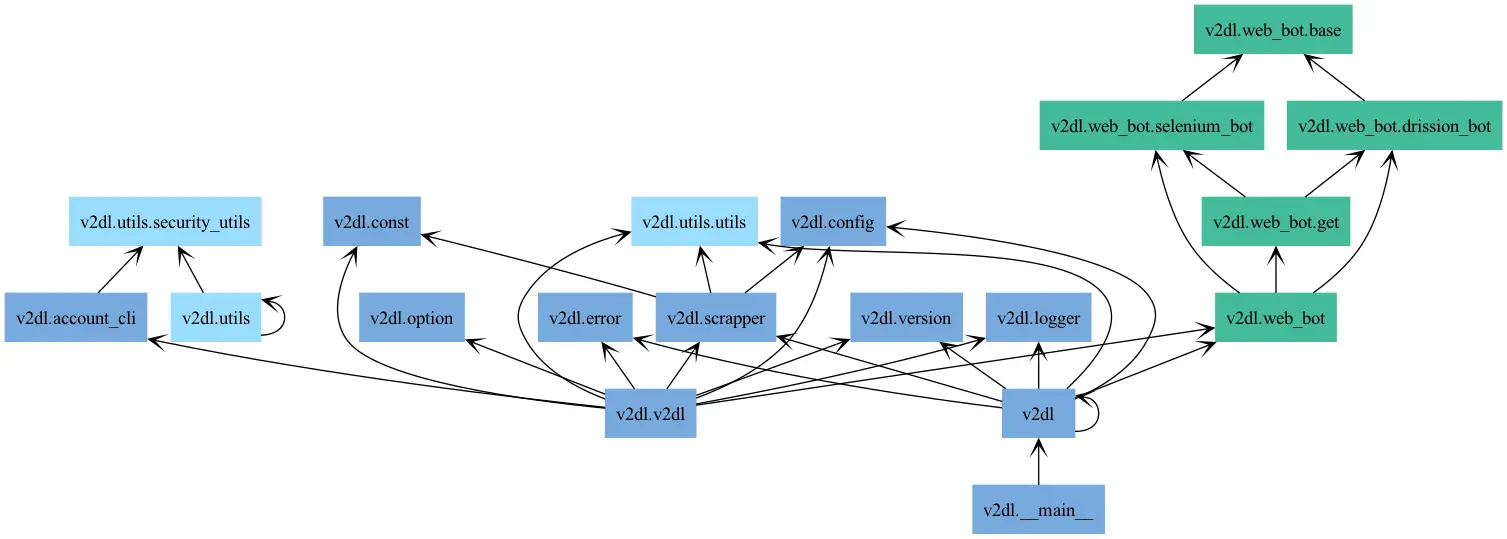 v2dl.web_bot.base
v2dl.web_bot.selenium_bot
v2dl.web_bot.drission_bot
v2dl.utils.security_utils
v2dl.const
v2dl.utils.utils
v2dl.config
v2dl.web_bot.get
v2dl.account_cli
v2dl.utils
v2dl.option
v2dl.error
v2dl.scrapper
v2dl.version
v2dl.logger
v2dl.web_bot
v2dl.v2dl
v2dl
v2dl.__main__